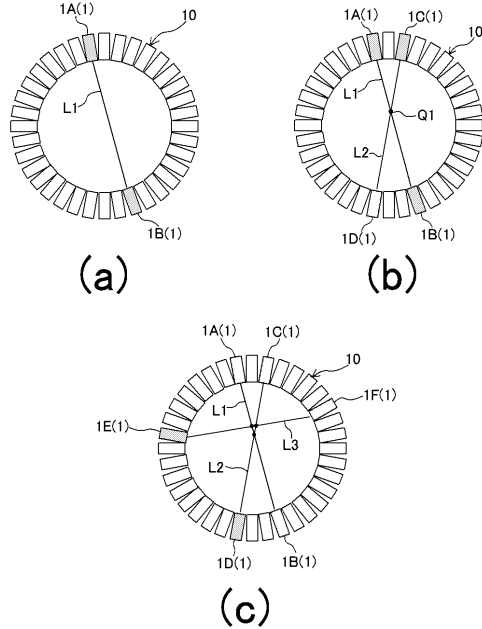 1A(1)
10
L1
1B(1)
(a)
1A(1)
1C(1)
10
L1
Q1
L2
1D(1)
1B(1)
(b)
1A(1)
1C(1)
10
1F(1)
1E(1)
L1
L3
L2
1D(1)
1B(1)
(c)